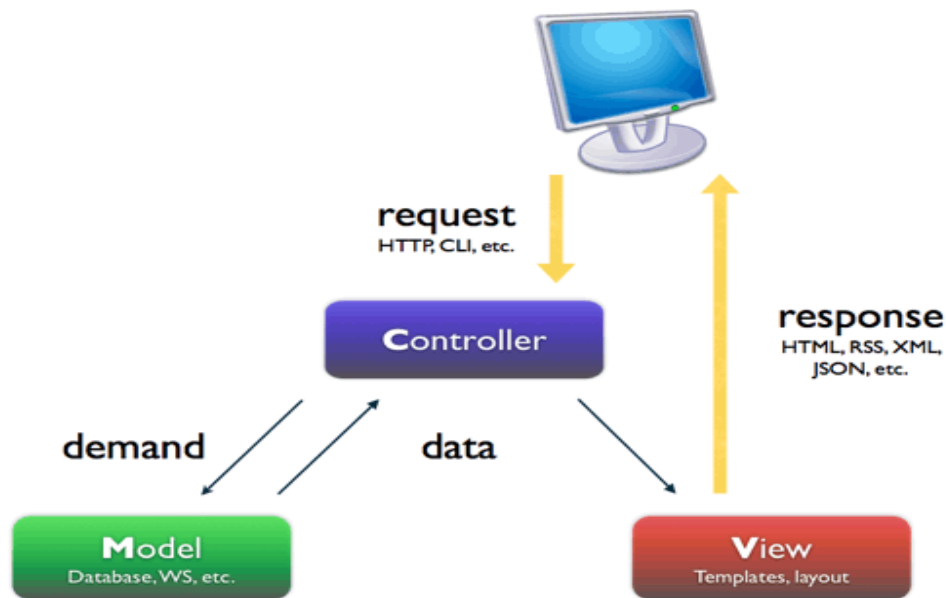 request
HTTP, CLI, etc.
Controller
response
HTML, RSS, XML,
JSON, etc.
demand
data
Model
Database, WS, etc.
View
Templates, layout